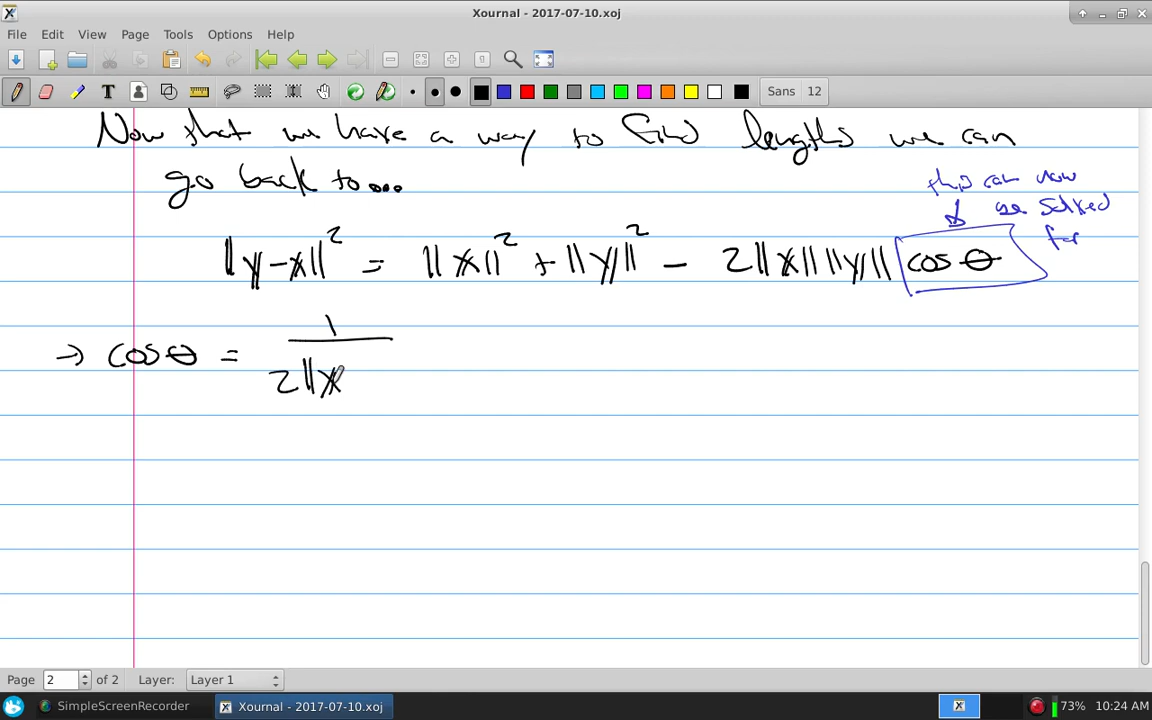 Xournal - 2017-07-10.xoj
File Edit View Page Tools Options Help
Sans 12
Now that we have a way to find lengths we can
go back to...
this can now
be solved
for
||y-x||² = ||x||² + ||y||² - 2||x|| ||y|| cos θ
→ cos θ = 1
2||x
Page 2 of 2 Layer: Layer 1
SimpleScreenRecorder Xournal - 2017-07-10.xoj 73% 10:24 AM